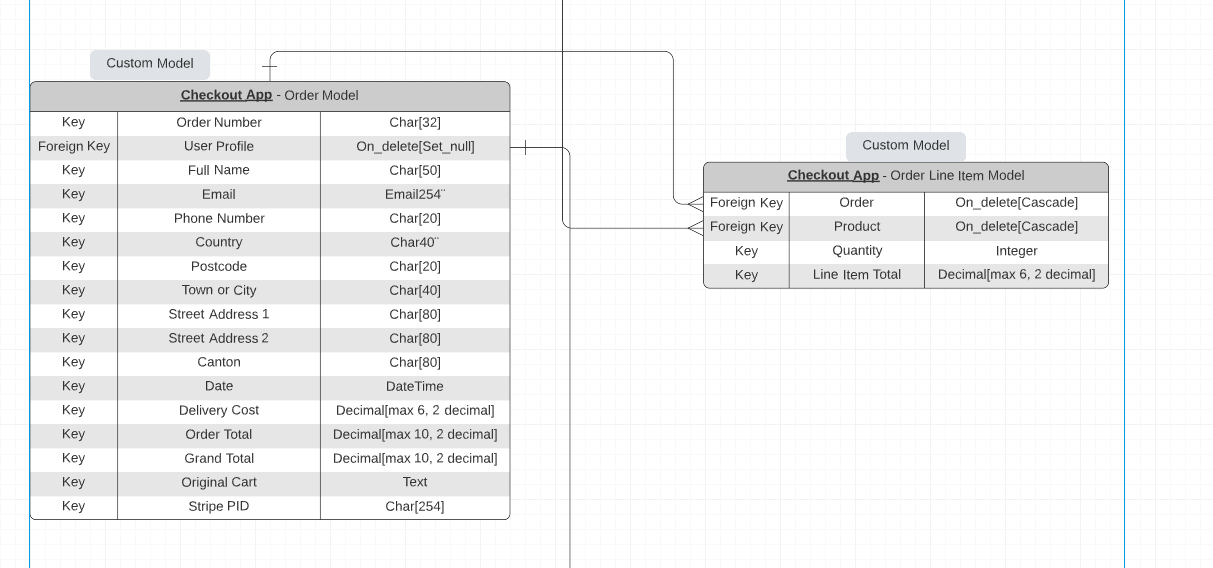 Custom Model
Checkout App - Order Model
Key Order Number Char[32]
Foreign Key User Profile On_delete[Set_null]
Key Full Name Char[50]
Key Email Email254¨
Key Phone Number Char[20]
Key Country Char40¨
Key Postcode Char[20]
Key Town or City Char[40]
Key Street Address 1 Char[80]
Key Street Address 2 Char[80]
Key Canton Char[80]
Key Date DateTime
Key Delivery Cost Decimal[max 6, 2 decimal]
Key Order Total Decimal[max 10, 2 decimal]
Key Grand Total Decimal[max 10, 2 decimal]
Key Original Cart Text
Key Stripe PID Char[254]
Custom Model
Checkout App - Order Line Item Model
Foreign Key Order On_delete[Cascade]
Foreign Key Product On_delete[Cascade]
Key Quantity Integer
Key Line Item Total Decimal[max 6, 2 decimal]